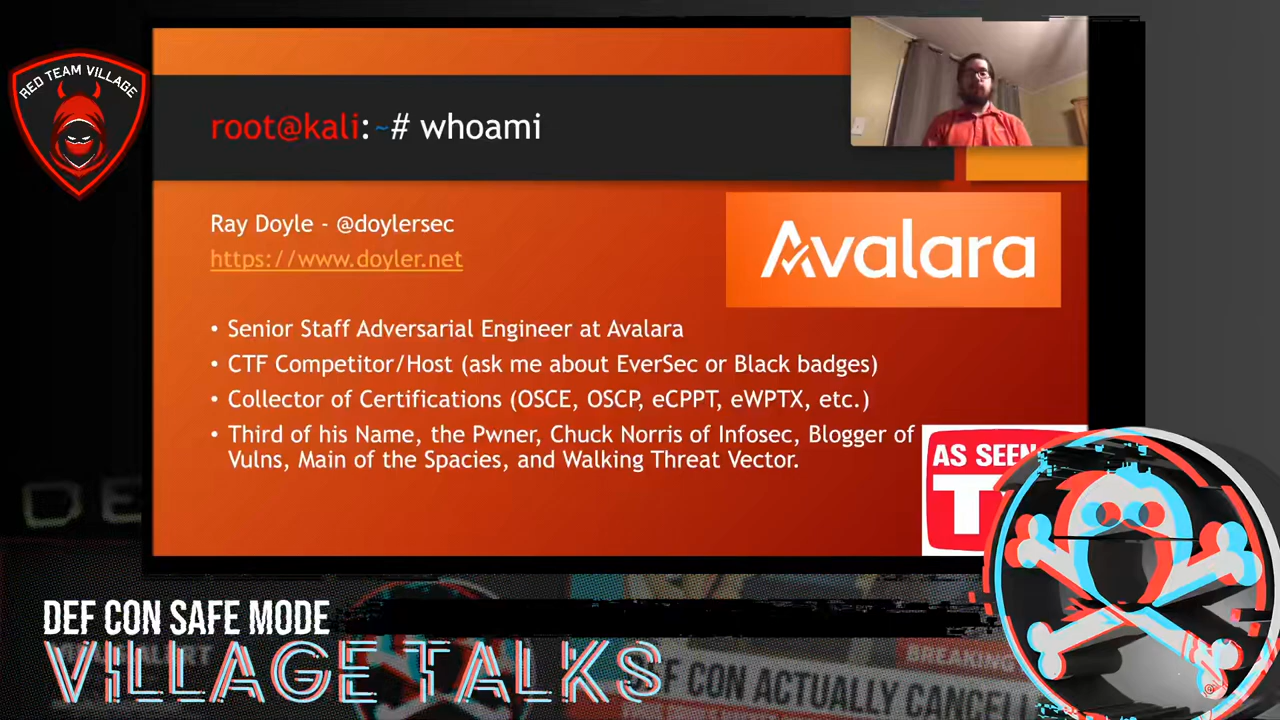 RED TEAM VILLAGE
root@kali:~# whoami
Ray Doyle - @doylersec
https://www.doyler.net
Avalara
• Senior Staff Adversarial Engineer at Avalara
• CTF Competitor/Host (ask me about EverSec or Black badges)
• Collector of Certifications (OSCE, OSCP, eCPPT, eWPTX, etc.)
• Third of his Name, the Pwner, Chuck Norris of Infosec, Blogger of
Vulns, Main of the Spacies, and Walking Threat Vector.
AS SEEN
DEF CON SAFE MODE
VILLAGE TALKS
BREAKING
F CON ACTUALLY CANCELL